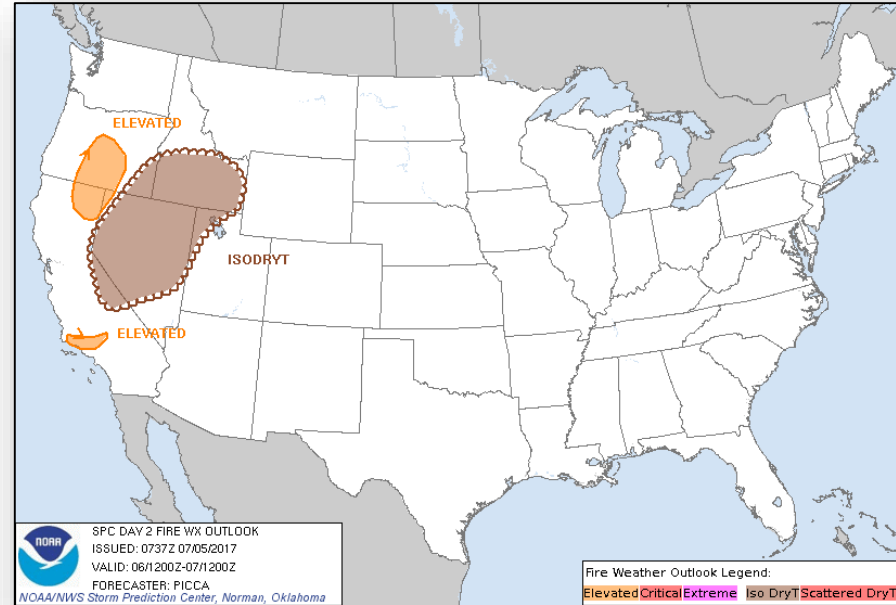 ELEVATED
ISODRYT
ELEVATED
NOAA
SPC DAY 2 FIRE WX OUTLOOK
ISSUED: 0737Z 07/05/2017
VALID: 06/1200Z-07/1200Z
FORECASTER: PICCA
NOAA/NWS Storm Prediction Center, Norman, Oklahoma
Fire Weather Outlook Legend:
Elevated Critical Extreme Iso DryT Scattered DryT